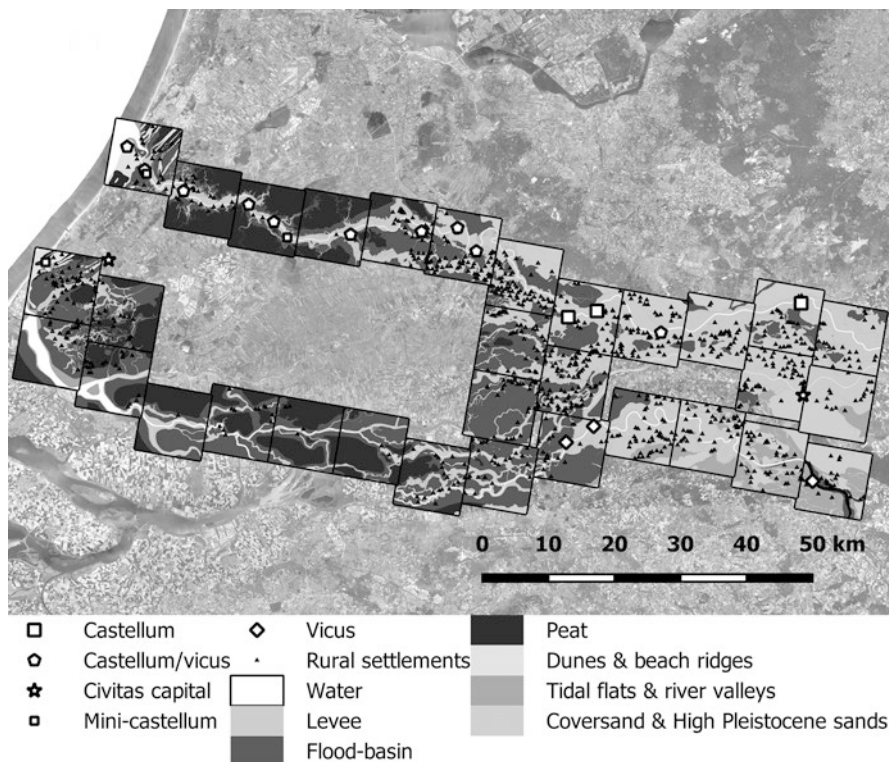 0 10 20 30 40 50 km
Castellum
Castellum/vicus
Civitas capital
Mini-castellum
Vicus
Rural settlements
Water
Levee
Flood-basin
Peat
Dunes & beach ridges
Tidal flats & river valleys
Coversand & High Pleistocene sands